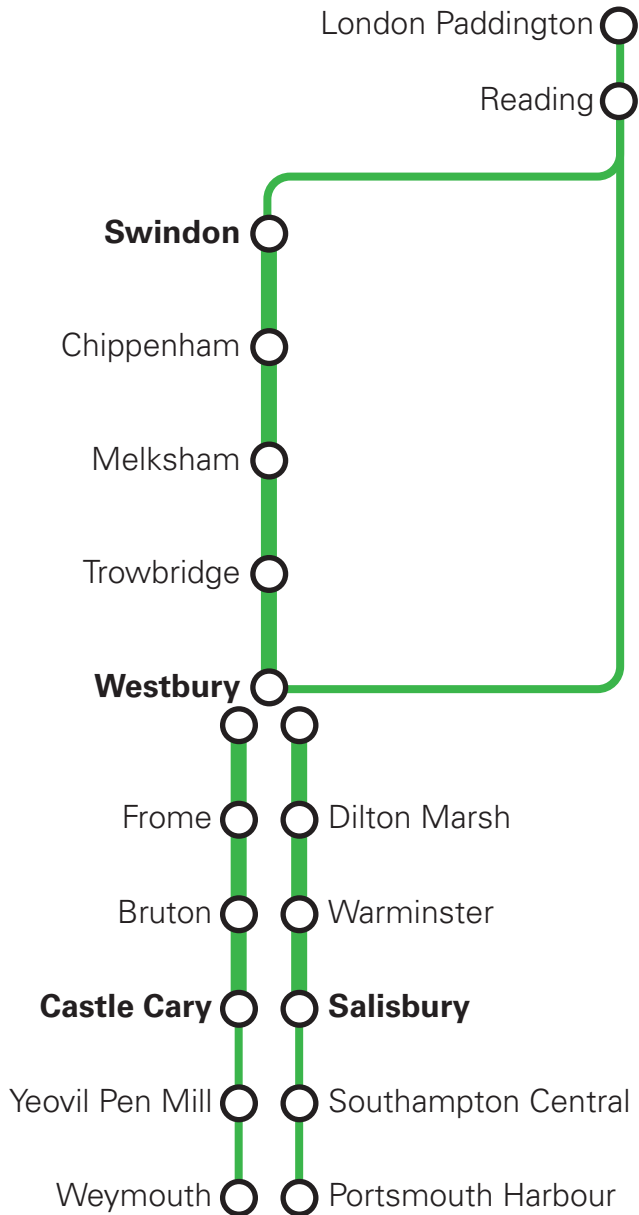 London Paddington
Reading
Swindon
Chippenham
Melksham
Trowbridge
Westbury
Frome
Dilton Marsh
Bruton
Warminster
Castle Cary
Salisbury
Yeovil Pen Mill
Southampton Central
Weymouth
Portsmouth Harbour